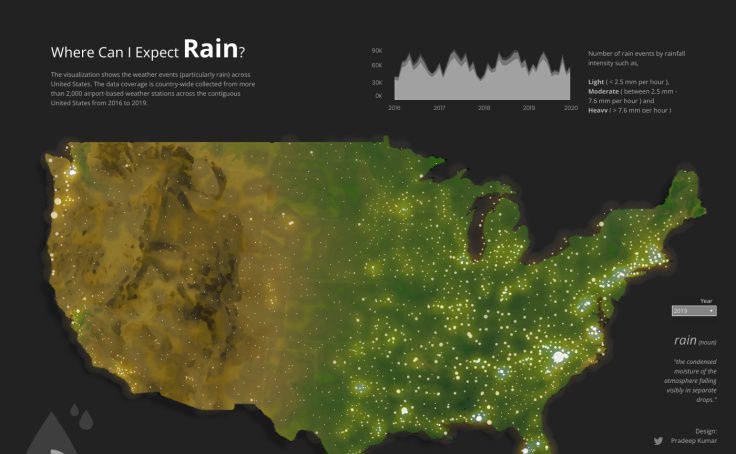 Where Can I Expect Rain?
The visualization shows the weather events (particularly rain) across
United States. The data coverage is country-wide collected from more
than 2,000 airport-based weather stations across the contiguous
United States from 2016 to 2019.
90K
60K
30K
0K
2016 2017 2018 2019 2020
Number of rain events by rainfall
intensity such as,
Light ( < 2.5 mm per hour ),
Moderate ( between 2.5 mm -
7.6 mm per hour ) and
Heavy ( > 7.6 mm per hour )
Year
2019
rain (noun)
"the condensed
moisture of the
atmosphere falling
visibly in separate
drops."
Design:
Pradeep Kumar